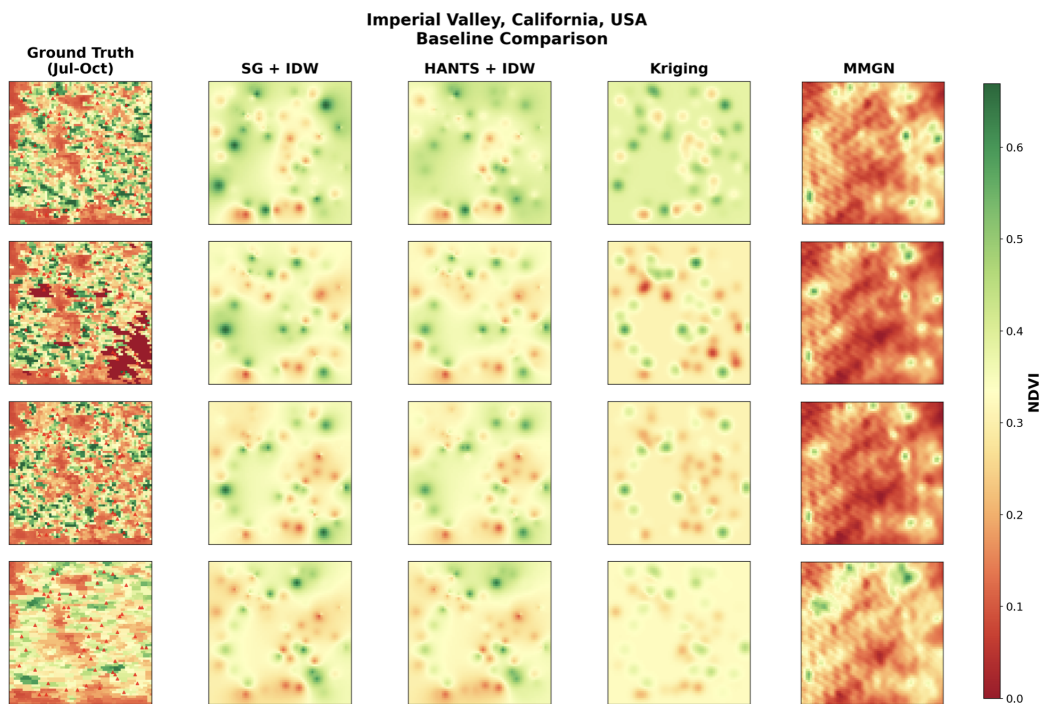 Imperial Valley, California, USA
Baseline Comparison
Ground Truth
(Jul-Oct)
SG + IDW
HANTS + IDW
Kriging
MMGN
0.6
0.5
0.4
0.3
0.2
0.1
0.0
NDVI